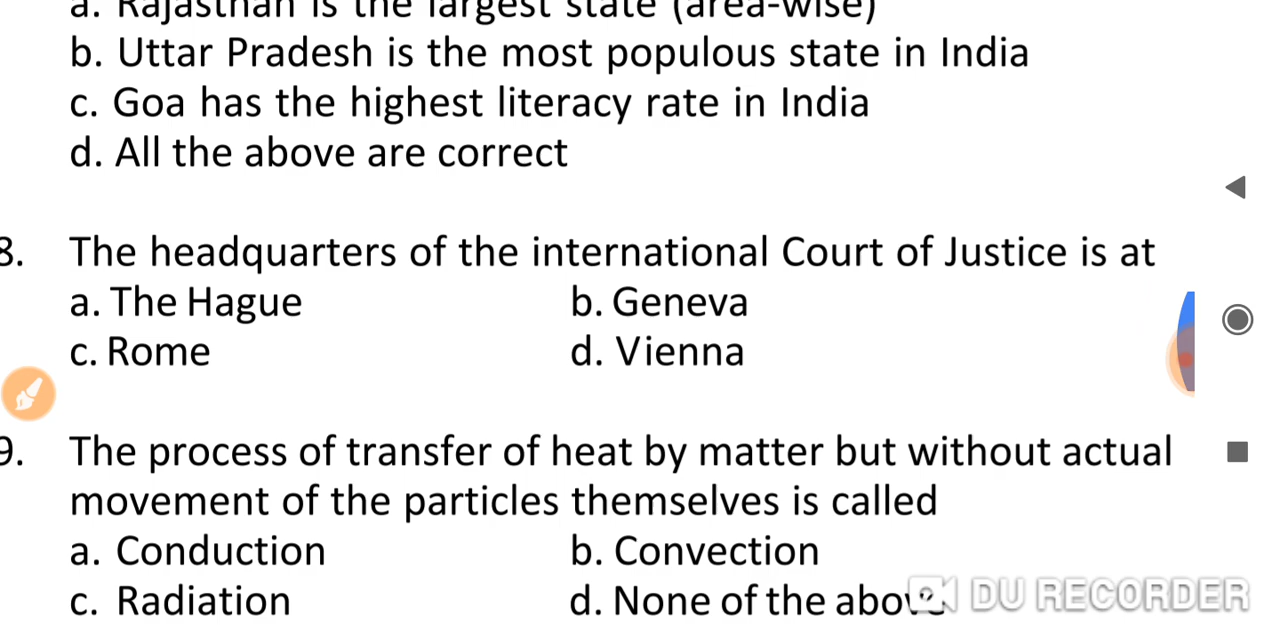 a. Rajasthan is the largest state (area-wise)
b. Uttar Pradesh is the most populous state in India
c. Goa has the highest literacy rate in India
d. All the above are correct
8. The headquarters of the international Court of Justice is at
a. The Hague b. Geneva
c. Rome d. Vienna
9. The process of transfer of heat by matter but without actual
movement of the particles themselves is called
a. Conduction b. Convection
c. Radiation d. None of the above
DU RECORDER